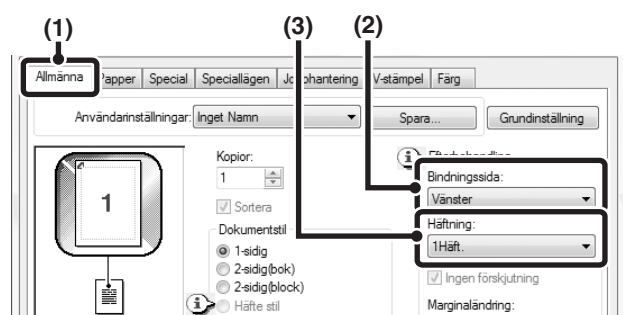 (1) (3) (2)
Allmänna Papper Special Speciallägen Jobbhantering V-stämpel Färg
Användarinställningar: Inget Namn Spara... Grundinställning
Kopior:
1
Sortera
Dokumentstil
1-sidig
2-sidig(bok)
2-sidig(block)
Häfte stil
Efterbehandling
Bindningssida:
Vänster
Häftning:
1Häft.
Ingen förskjutning
Marginaländring:
1